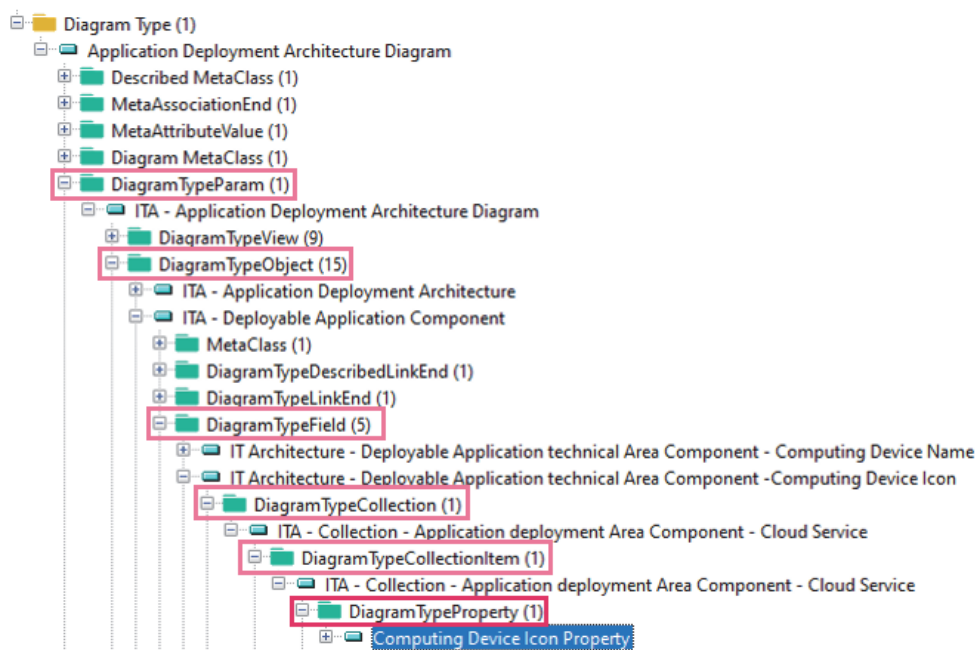 Diagram Type (1)
Application Deployment Architecture Diagram
Described MetaClass (1)
MetaAssociationEnd (1)
MetaAttributeValue (1)
Diagram MetaClass (1)
DiagramTypeParam (1)
ITA - Application Deployment Architecture Diagram
DiagramTypeView (9)
DiagramTypeObject (15)
ITA - Application Deployment Architecture
ITA - Deployable Application Component
MetaClass (1)
DiagramTypeDescribedLinkEnd (1)
DiagramTypeLinkEnd (1)
DiagramTypeField (5)
IT Architecture - Deployable Application technical Area Component - Computing Device Name
IT Architecture - Deployable Application technical Area Component -Computing Device Icon
DiagramTypeCollection (1)
ITA - Collection - Application deployment Area Component - Cloud Service
DiagramTypeCollectionItem (1)
ITA - Collection - Application deployment Area Component - Cloud Service
DiagramTypeProperty (1)
Computing Device Icon Property